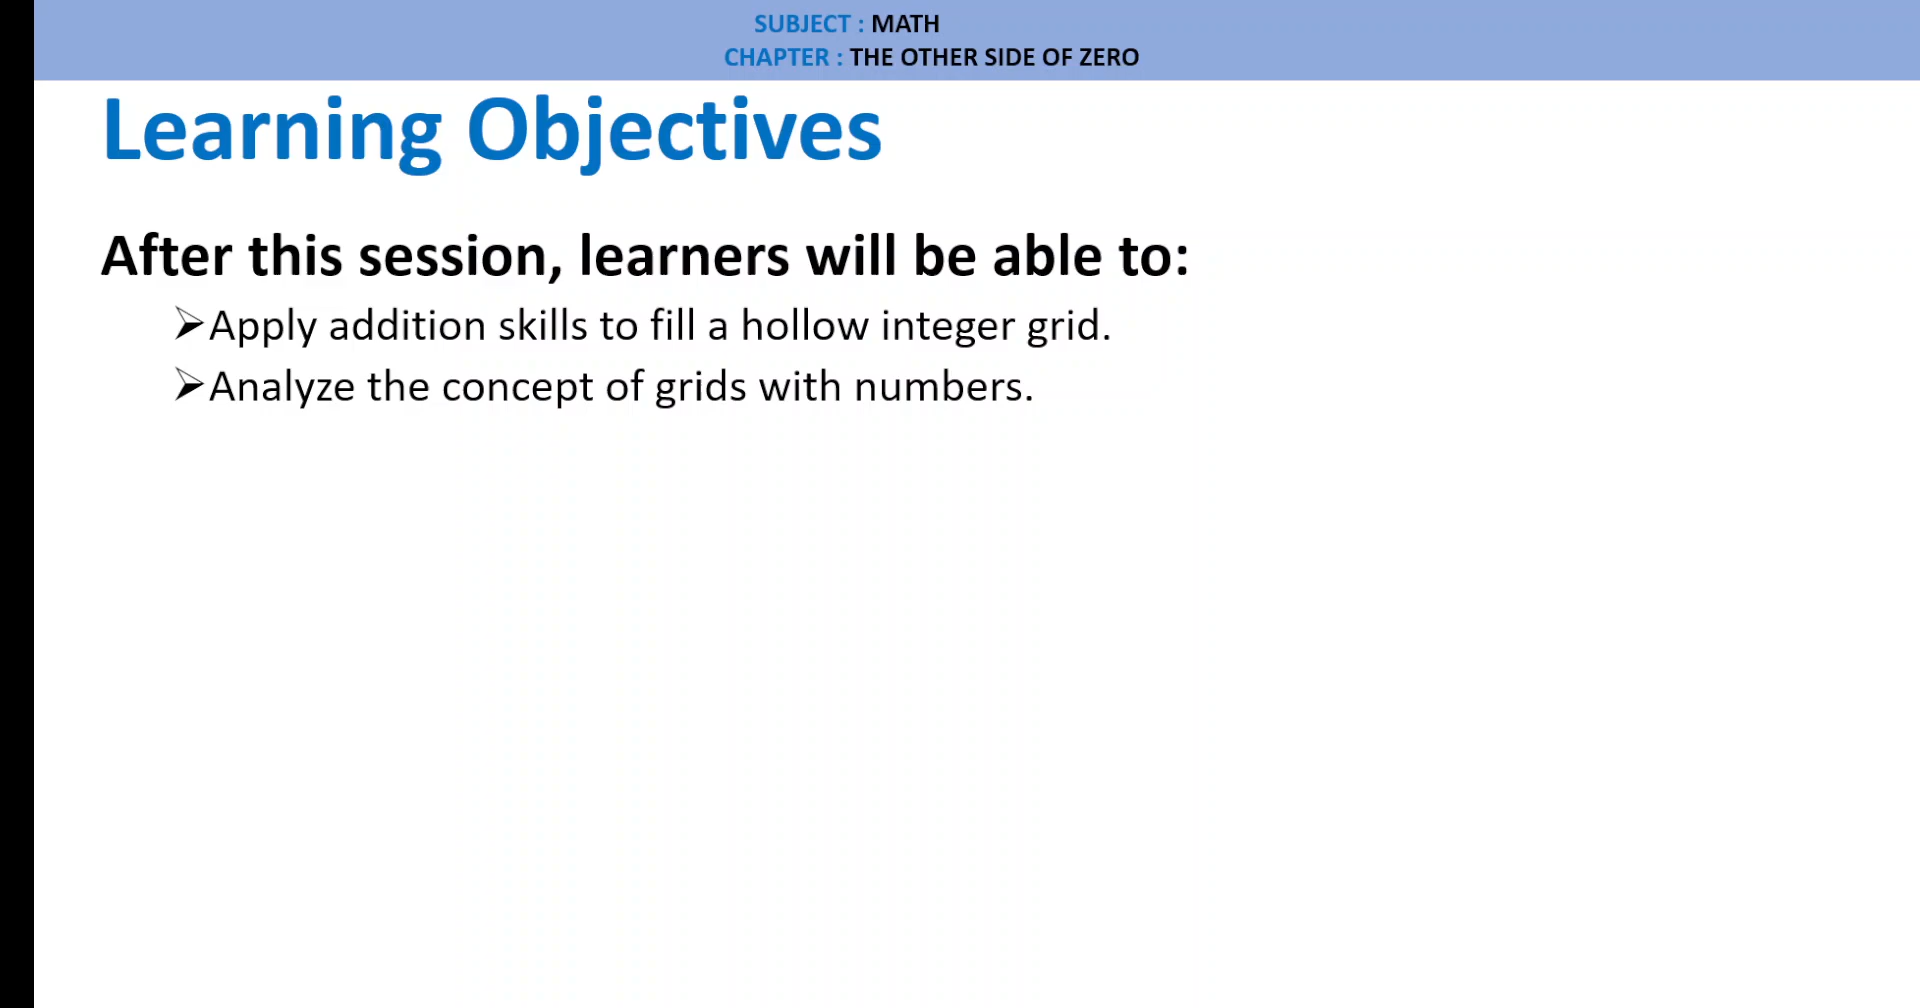 SUBJECT : MATH
CHAPTER : THE OTHER SIDE OF ZERO
Learning Objectives
After this session, learners will be able to:
➢Apply addition skills to fill a hollow integer grid.
➢Analyze the concept of grids with numbers.